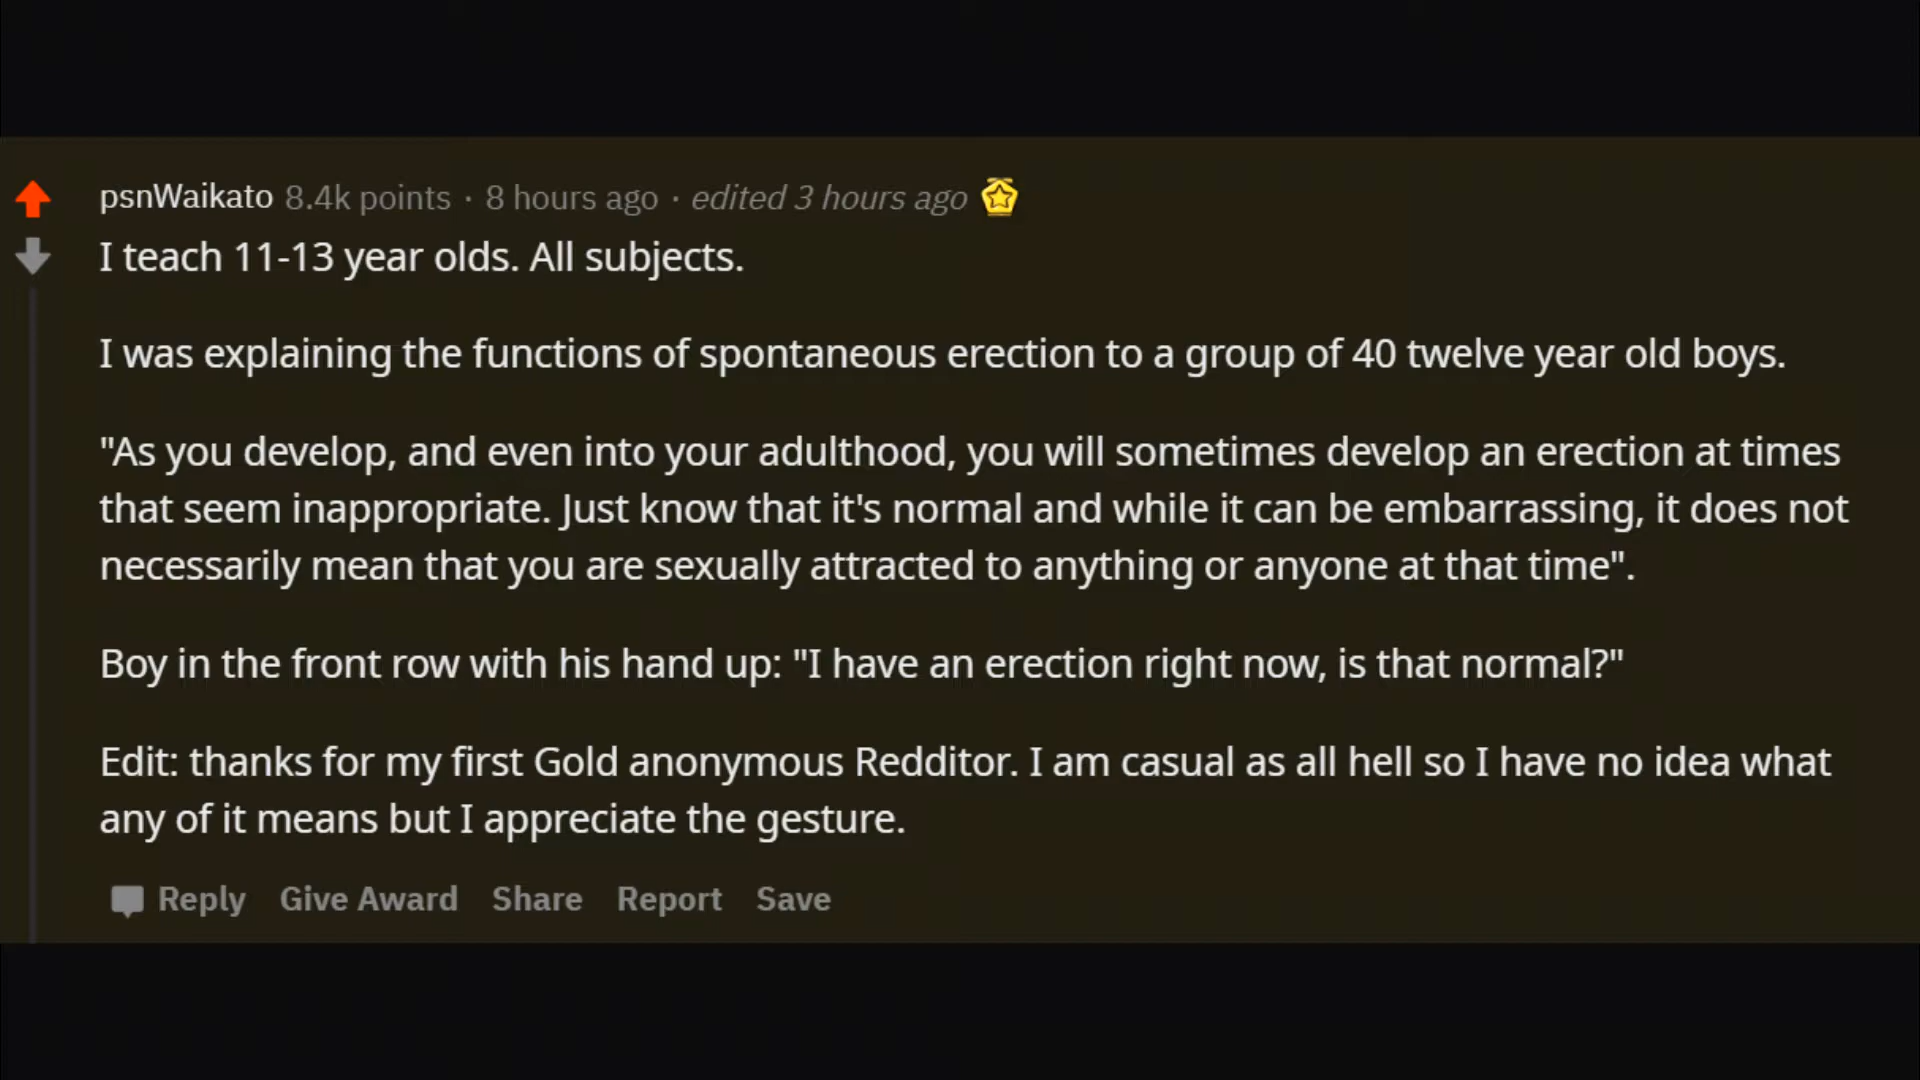 psnWaikato 8.4k points · 8 hours ago · edited 3 hours ago
I teach 11-13 year olds. All subjects.
I was explaining the functions of spontaneous erection to a group of 40 twelve year old boys.
"As you develop, and even into your adulthood, you will sometimes develop an erection at times
that seem inappropriate. Just know that it's normal and while it can be embarrassing, it does not
necessarily mean that you are sexually attracted to anything or anyone at that time".
Boy in the front row with his hand up: "I have an erection right now, is that normal?"
Edit: thanks for my first Gold anonymous Redditor. I am casual as all hell so I have no idea what
any of it means but I appreciate the gesture.
Reply Give Award Share Report Save